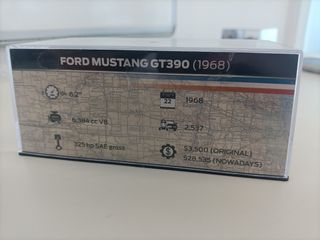 FORD MUSTANG GT390 (1968)
6.2"
22
1968
6,384 cc V8
2,537
325 hp SAE gross
$3,500 (ORIGINAL)
$28,535 (NOWADAYS)